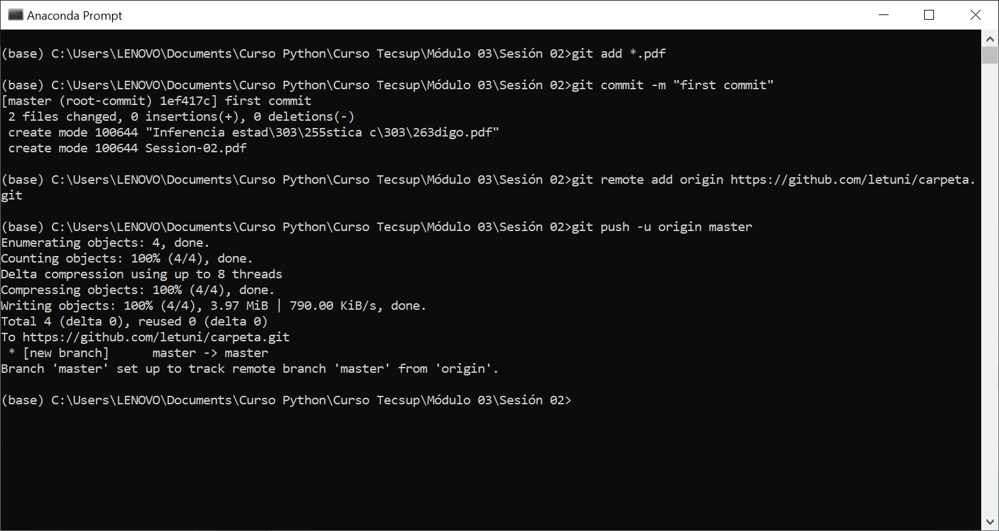 Anaconda Prompt
(base) C:\Users\LENOVO\Documents\Curso Python\Curso Tecsup\Módulo 03\Sesión 02>git add *.pdf
(base) C:\Users\LENOVO\Documents\Curso Python\Curso Tecsup\Módulo 03\Sesión 02>git commit -m "first commit"
[master (root-commit) 1ef417c] first commit
 2 files changed, 0 insertions(+), 0 deletions(-)
 create mode 100644 "Inferencia estad\303\255stica c\303\263digo.pdf"
 create mode 100644 Session-02.pdf
(base) C:\Users\LENOVO\Documents\Curso Python\Curso Tecsup\Módulo 03\Sesión 02>git remote add origin https://github.com/letuni/carpeta.
git
(base) C:\Users\LENOVO\Documents\Curso Python\Curso Tecsup\Módulo 03\Sesión 02>git push -u origin master
Enumerating objects: 4, done.
Counting objects: 100% (4/4), done.
Delta compression using up to 8 threads
Compressing objects: 100% (4/4), done.
Writing objects: 100% (4/4), 3.97 MiB | 790.00 KiB/s, done.
Total 4 (delta 0), reused 0 (delta 0)
To https://github.com/letuni/carpeta.git
 * [new branch]      master -> master
Branch 'master' set up to track remote branch 'master' from 'origin'.
(base) C:\Users\LENOVO\Documents\Curso Python\Curso Tecsup\Módulo 03\Sesión 02>